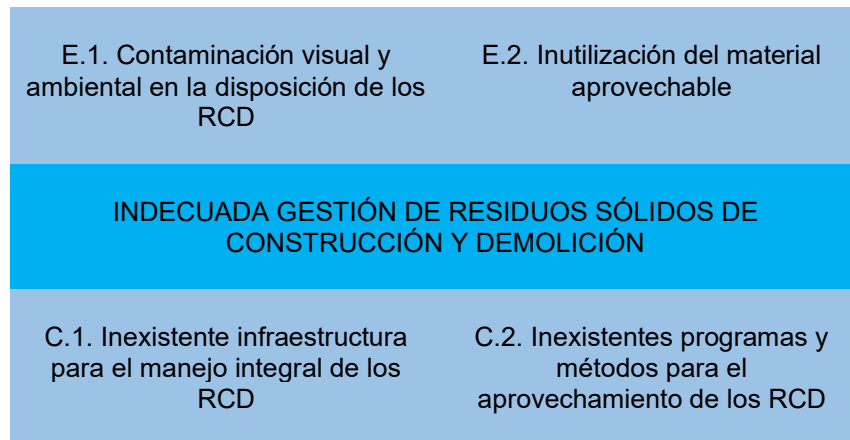 E.1. Contaminación visual y
ambiental en la disposición de los
RCD
E.2. Inutilización del material
aprovechable
INDECUADA GESTIÓN DE RESIDUOS SÓLIDOS DE
CONSTRUCCIÓN Y DEMOLICIÓN
C.1. Inexistente infraestructura
para el manejo integral de los
RCD
C.2. Inexistentes programas y
métodos para el
aprovechamiento de los RCD